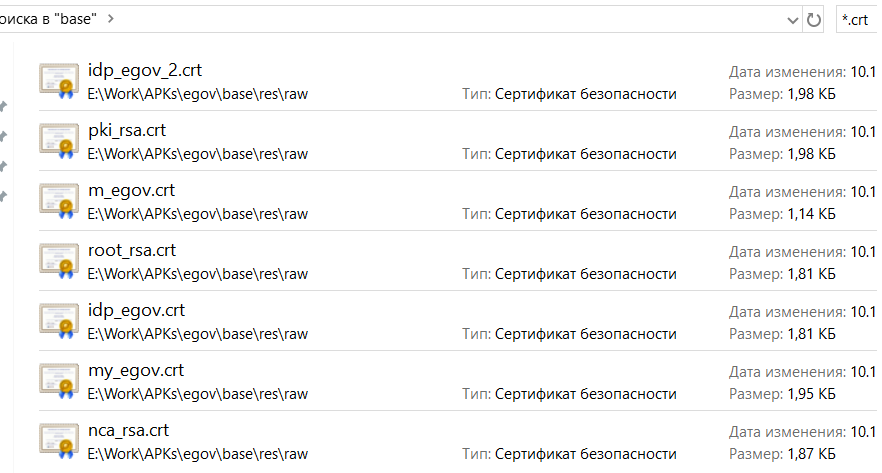 оиска в "base"
*.crt
idp_egov_2.crt
Дата изменения: 10.1
E:\Work\APKs\egov\base\res\raw Тип: Сертификат безопасности Размер: 1,98 КБ
pki_rsa.crt
Дата изменения: 10.1
E:\Work\APKs\egov\base\res\raw Тип: Сертификат безопасности Размер: 1,98 КБ
m_egov.crt
Дата изменения: 10.1
E:\Work\APKs\egov\base\res\raw Тип: Сертификат безопасности Размер: 1,14 КБ
root_rsa.crt
Дата изменения: 10.1
E:\Work\APKs\egov\base\res\raw Тип: Сертификат безопасности Размер: 1,81 КБ
idp_egov.crt
Дата изменения: 10.1
E:\Work\APKs\egov\base\res\raw Тип: Сертификат безопасности Размер: 1,81 КБ
my_egov.crt
Дата изменения: 10.1
E:\Work\APKs\egov\base\res\raw Тип: Сертификат безопасности Размер: 1,95 КБ
nca_rsa.crt
Дата изменения: 10.1
E:\Work\APKs\egov\base\res\raw Тип: Сертификат безопасности Размер: 1,87 КБ